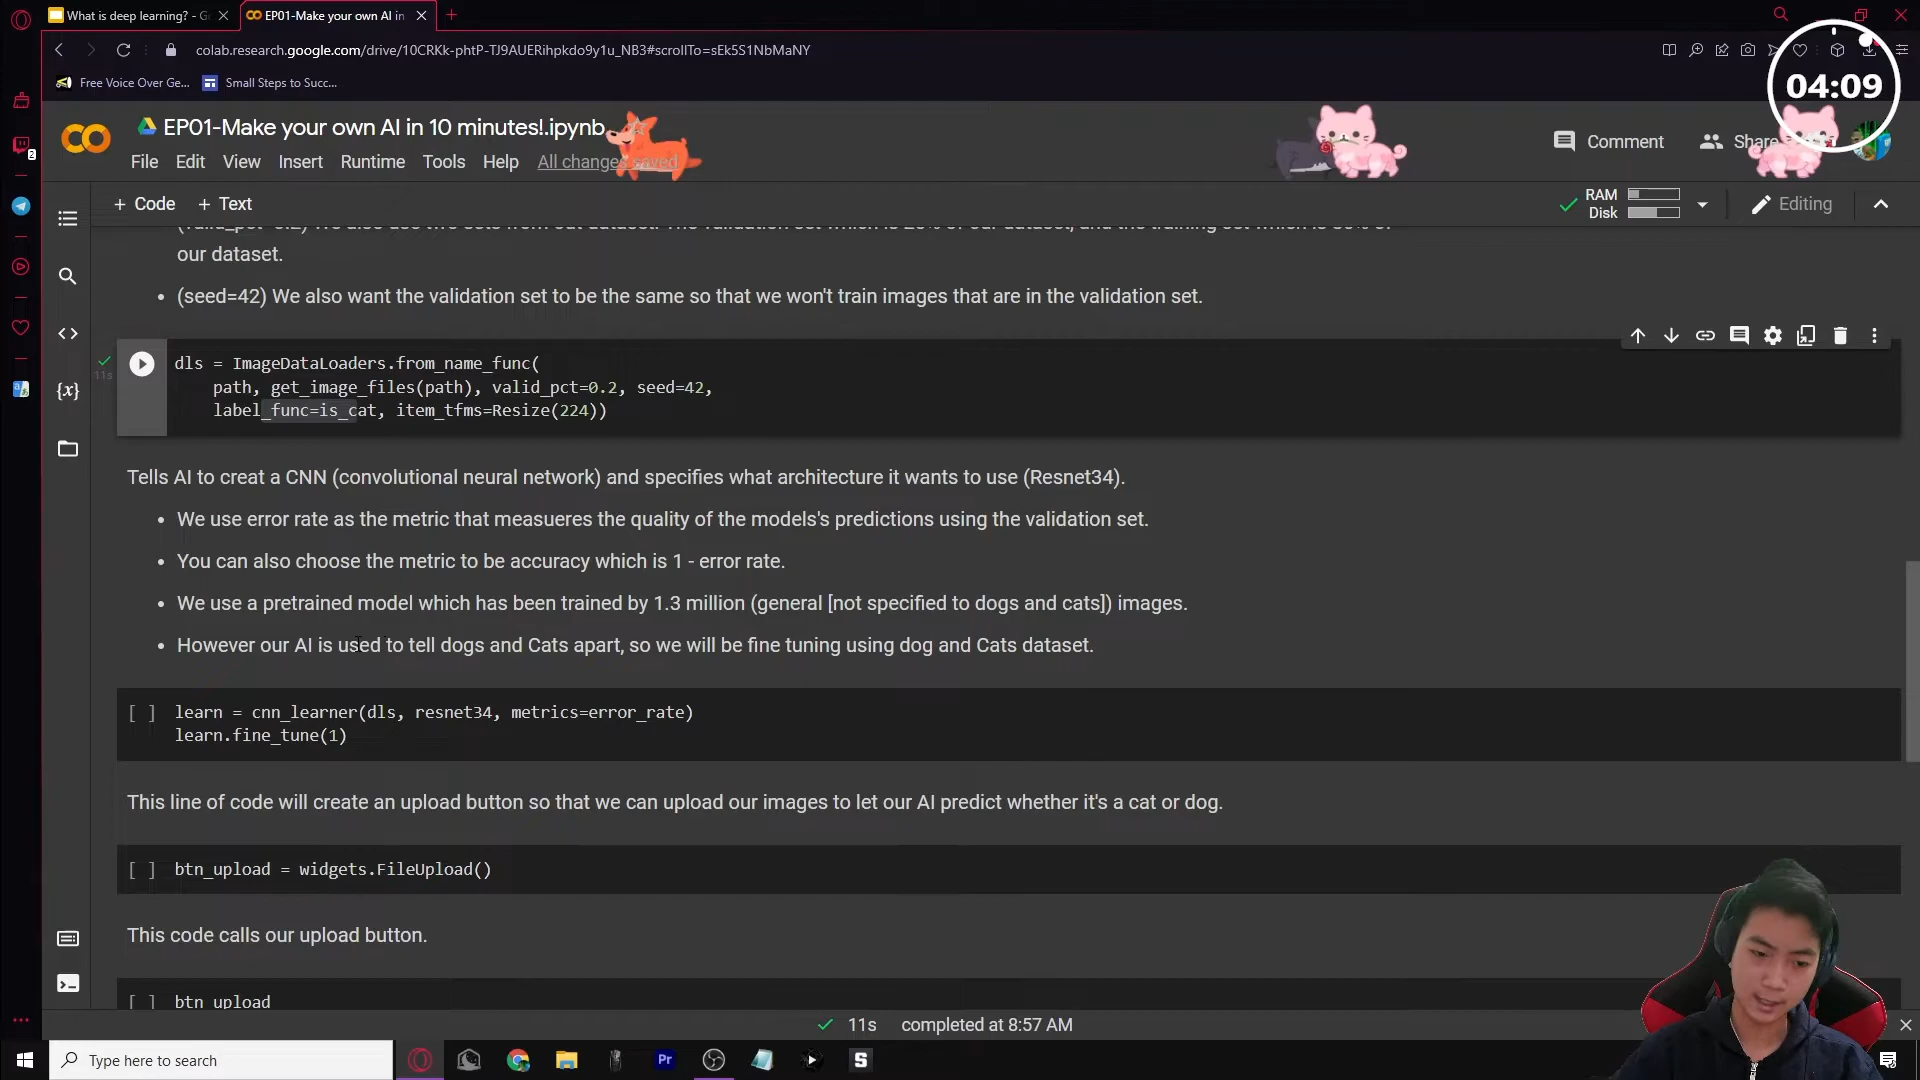 What is deep learning? - G
EP01-Make your own AI in
colab.research.google.com/drive/10CRKk-phtP-TJ9AUERihpkdo9y1u_NB3#scrollTo=sEk5S1NbMaNY
04:09
Free Voice Over Ge...
Small Steps to Succ...
EP01-Make your own AI in 10 minutes!.ipynb
File Edit View Insert Runtime Tools Help All changes saved
Comment
Share
2
+ Code + Text
RAM
Disk
Editing
our dataset.
• (seed=42) We also want the validation set to be the same so that we won't train images that are in the validation set.
11s
dls = ImageDataLoaders.from_name_func(
path, get_image_files(path), valid_pct=0.2, seed=42,
label_func=is_cat, item_tfms=Resize(224))
Tells AI to creat a CNN (convolutional neural network) and specifies what architecture it wants to use (Resnet34).
• We use error rate as the metric that measueres the quality of the models's predictions using the validation set.
• You can also choose the metric to be accuracy which is 1 - error rate.
• We use a pretrained model which has been trained by 1.3 million (general [not specified to dogs and cats]) images.
• However our AI is used to tell dogs and Cats apart, so we will be fine tuning using dog and Cats dataset.
[ ] learn = cnn_learner(dls, resnet34, metrics=error_rate)
learn.fine_tune(1)
This line of code will create an upload button so that we can upload our images to let our AI predict whether it's a cat or dog.
[ ] btn_upload = widgets.FileUpload()
This code calls our upload button.
[ ] btn_upload
11s completed at 8:57 AM
Type here to search
Pr
S